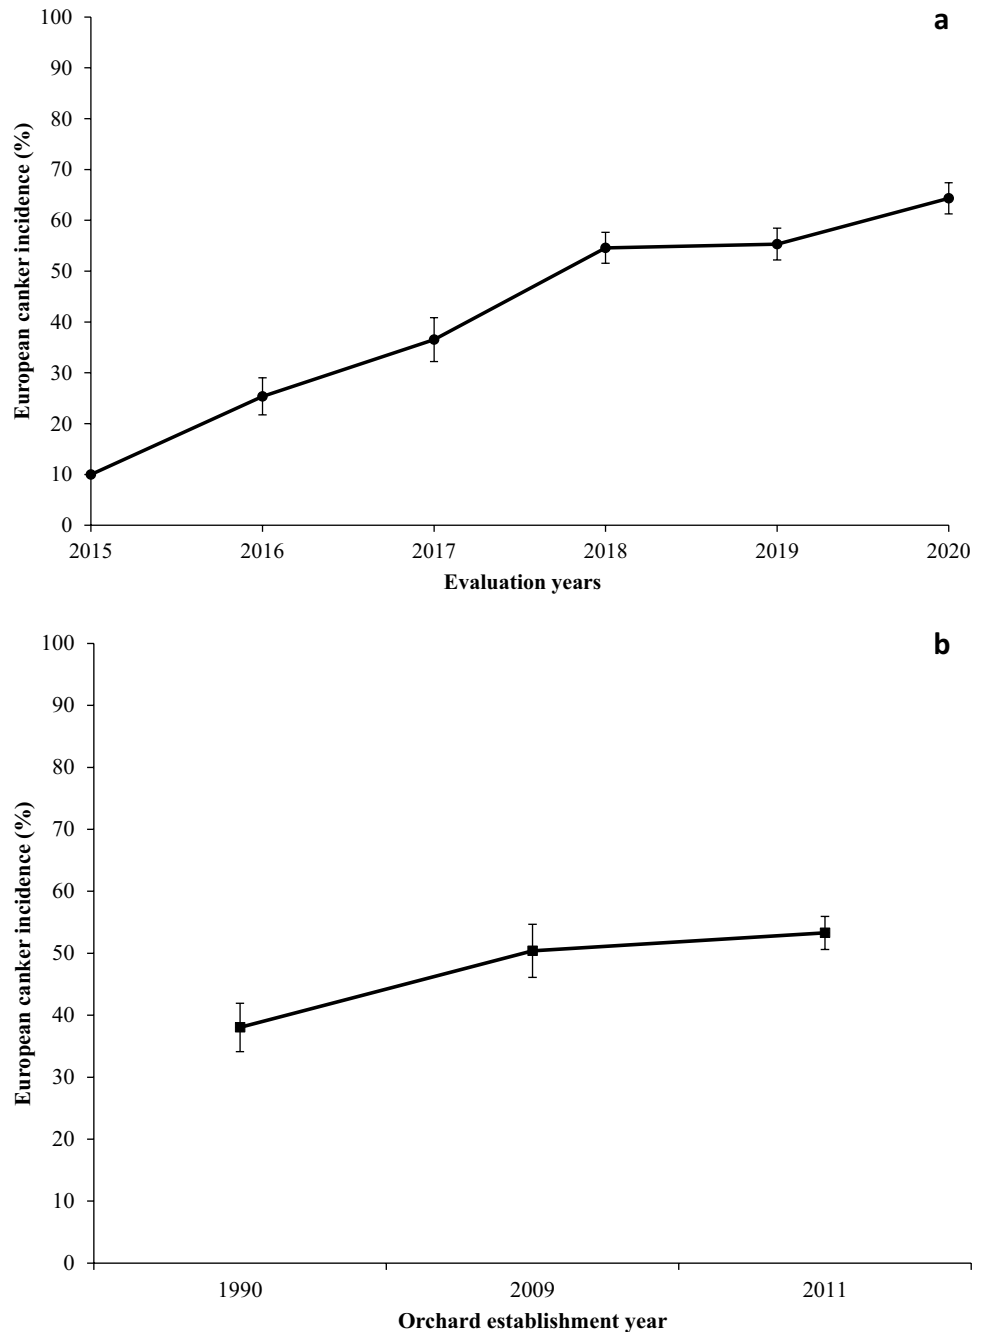 a
100
90
80
70
60
50
40
30
20
10
0
European canker incidence (%)
2015 2016 2017 2018 2019 2020
Evaluation years
b
100
90
80
70
60
50
40
30
20
10
0
European canker incidence (%)
1990 2009 2011
Orchard establishment year